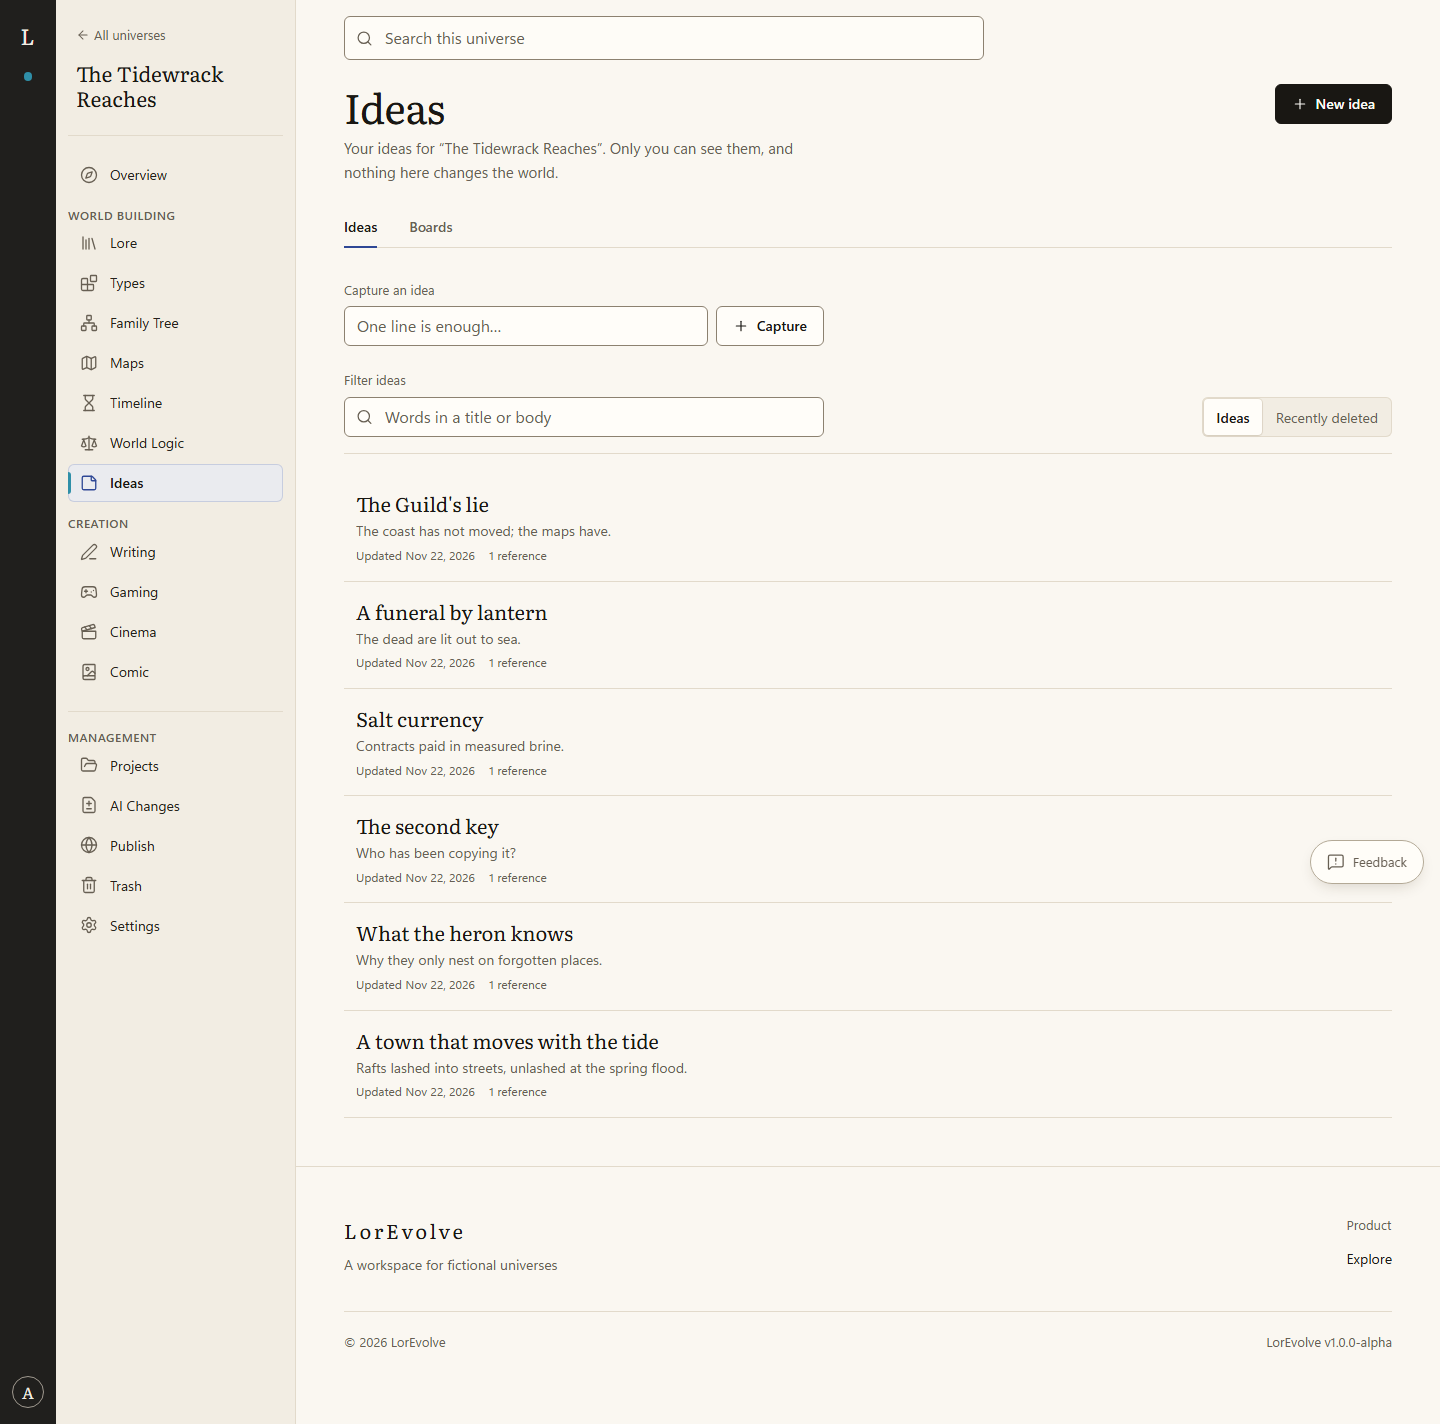 L
← All universes
The Tidewrack
Reaches
Overview
WORLD BUILDING
Lore
Types
Family Tree
Maps
Timeline
World Logic
Ideas
CREATION
Writing
Gaming
Cinema
Comic
MANAGEMENT
Projects
AI Changes
Publish
Trash
Settings
A
Search this universe
Ideas
+ New idea
Your ideas for “The Tidewrack Reaches”. Only you can see them, and
nothing here changes the world.
Ideas Boards
Capture an idea
One line is enough...
+ Capture
Filter ideas
Words in a title or body
Ideas Recently deleted
The Guild's lie
The coast has not moved; the maps have.
Updated Nov 22, 2026 1 reference
A funeral by lantern
The dead are lit out to sea.
Updated Nov 22, 2026 1 reference
Salt currency
Contracts paid in measured brine.
Updated Nov 22, 2026 1 reference
The second key
Who has been copying it?
Updated Nov 22, 2026 1 reference
What the heron knows
Why they only nest on forgotten places.
Updated Nov 22, 2026 1 reference
A town that moves with the tide
Rafts lashed into streets, unlashed at the spring flood.
Updated Nov 22, 2026 1 reference
Feedback
LorEvolve
A workspace for fictional universes
Product
Explore
© 2026 LorEvolve
LorEvolve v1.0.0-alpha